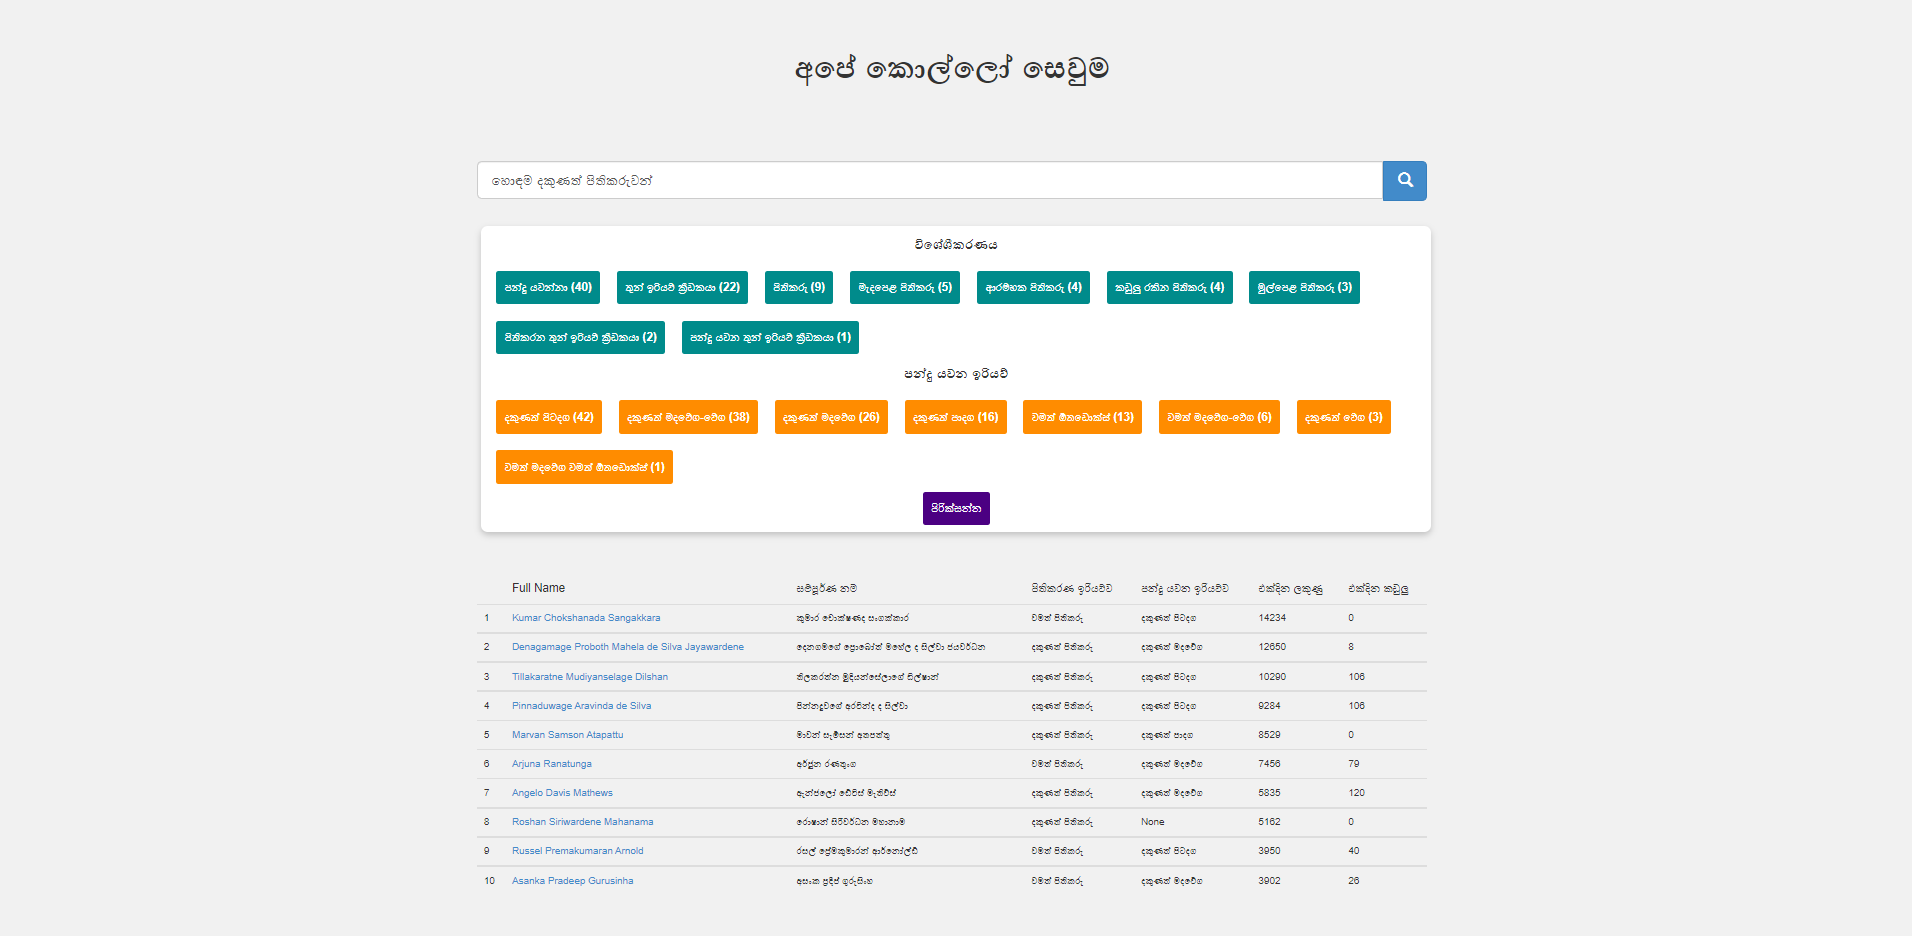 අපේ කොල්ලෝ සෙවුම
හොඳම දකුණත් පිතිකරුවන්
විශේශීකරණය
පන්දු යවන්නා (40) තුන් ඉරියව් ක්‍රීඩකයා (22) පිතිකරු (9) මැදපෙළ පිතිකරු (5) ආරම්භක පිතිකරු (4) කඩුලු රකින පිතිකරු (4) මුල්පෙළ පිතිකරු (3)
පිතිකරන තුන් ඉරියව් ක්‍රීඩකයා (2) පන්දු යවන තුන් ඉරියව් ක්‍රීඩකයා (1)
පන්දු යවන ඉරියව්
දකුණත් පිටදග (42) දකුණත් මදවේග-වේග (38) දකුණත් මදවේග (26) දකුණත් පාදග (16) වමත් ඕතඩොක්ස් (13) වමත් මදවේග-වේග (6) දකුණත් වේග (3)
වමත් මදවේග වමත් ඕතඩොක්ස් (1)
පිරික්සන්න
Full Name සම්පූර්ණ නම පිතිකරණ ඉරියව්ව පන්දු යවන ඉරියව්ව එක්දින ලකුණු එක්දින කඩුලු
1 Kumar Chokshanada Sangakkara කුමාර චොක්ෂණද සංගක්කාර වමත් පිතිකරු දකුණත් පිටදග 14234 0
2 Denagamage Proboth Mahela de Silva Jayawardene දෙනගමගේ ප්‍රොබෝත් මහේල ද සිල්වා ජයවර්ධන දකුණත් පිතිකරු දකුණත් මදවේග 12650 8
3 Tillakaratne Mudiyanselage Dilshan තිලකරත්න මුදියන්සේලාගේ ඩිල්ෂාන් දකුණත් පිතිකරු දකුණත් පිටදග 10290 106
4 Pinnaduwage Aravinda de Silva පින්නදූවගේ අරවින්ද ද සිල්වා දකුණත් පිතිකරු දකුණත් පිටදග 9284 106
5 Marvan Samson Atapattu මාවන් සැම්සන් අතපත්තු දකුණත් පිතිකරු දකුණත් පාදග 8529 0
6 Arjuna Ranatunga අර්ජුන රණතුංග වමත් පිතිකරු දකුණත් මදවේග 7456 79
7 Angelo Davis Mathews ඇන්ජලෝ ඩේවිස් මැතිව්ස් දකුණත් පිතිකරු දකුණත් මදවේග 5835 120
8 Roshan Siriwardene Mahanama රොෂාන් සිරිවර්ධන මහානාම දකුණත් පිතිකරු None 5162 0
9 Russel Premakumaran Arnold රසල් ප්‍රේමකුමාරන් ආර්නෝල්ඩ් වමත් පිතිකරු දකුණත් පිටදග 3950 40
10 Asanka Pradeep Gurusinha අසංක ප්‍රදීප් ගුරුසිංහ වමත් පිතිකරු දකුණත් මදවේග 3902 26